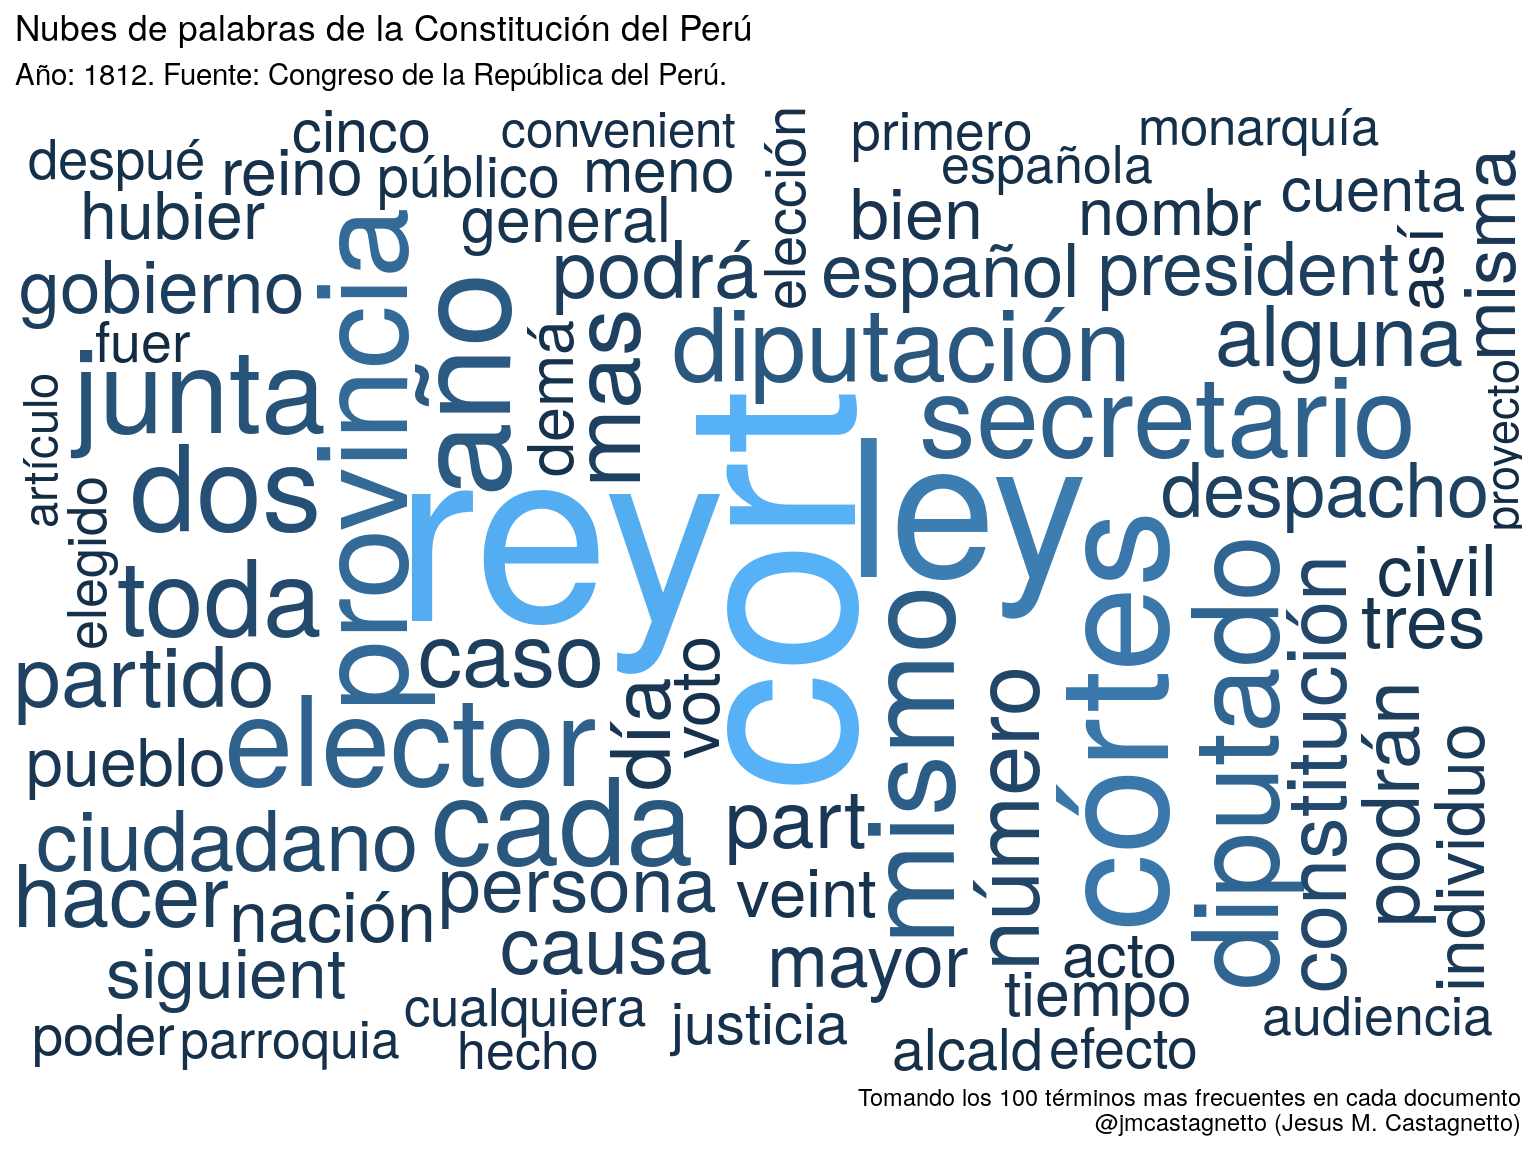 Nubes de palabras de la Constitución del Perú
Año: 1812. Fuente: Congreso de la República del Perú.
cinco
convenient
elección
primero
monarquía
despué
reino
público
meno
española
misma
hubier
general
bien
nombr
cuenta
gobierno
provincia
año
podrá
español
president
así
fuer
demá
mas
diputación
alguna
junta
secretario
proyecto
artículo
dos
rey
cort
ley
despacho
elegido
toda
córtes
diputado
civil
tres
constitución
partido
caso
mismo
voto
día
número
podrán
pueblo
elector
individuo
ciudadano
cada
part
hacer
nación
persona
veint
siguient
causa
mayor
acto
tiempo
audiencia
poder
parroquia
cualquiera
hecho
justicia
alcald
efecto
Tomando los 100 términos mas frecuentes en cada documento
@jmcastagnetto (Jesus M. Castagnetto)